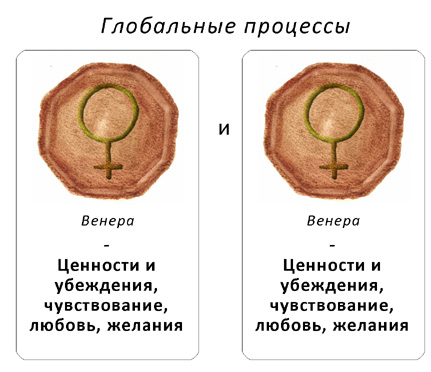 Глобальные процессы
Венера
-
Ценности и
убеждения,
чувствование,
любовь, желания
и
Венера
-
Ценности и
убеждения,
чувствование,
любовь, желания